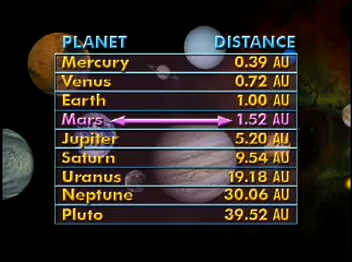 PLANET DISTANCE
Mercury 0.39 AU
Venus 0.72 AU
Earth 1.00 AU
Mars 1.52 AU
Jupiter 5.20 AU
Saturn 9.54 AU
Uranus 19.18 AU
Neptune 30.06 AU
Pluto 39.52 AU